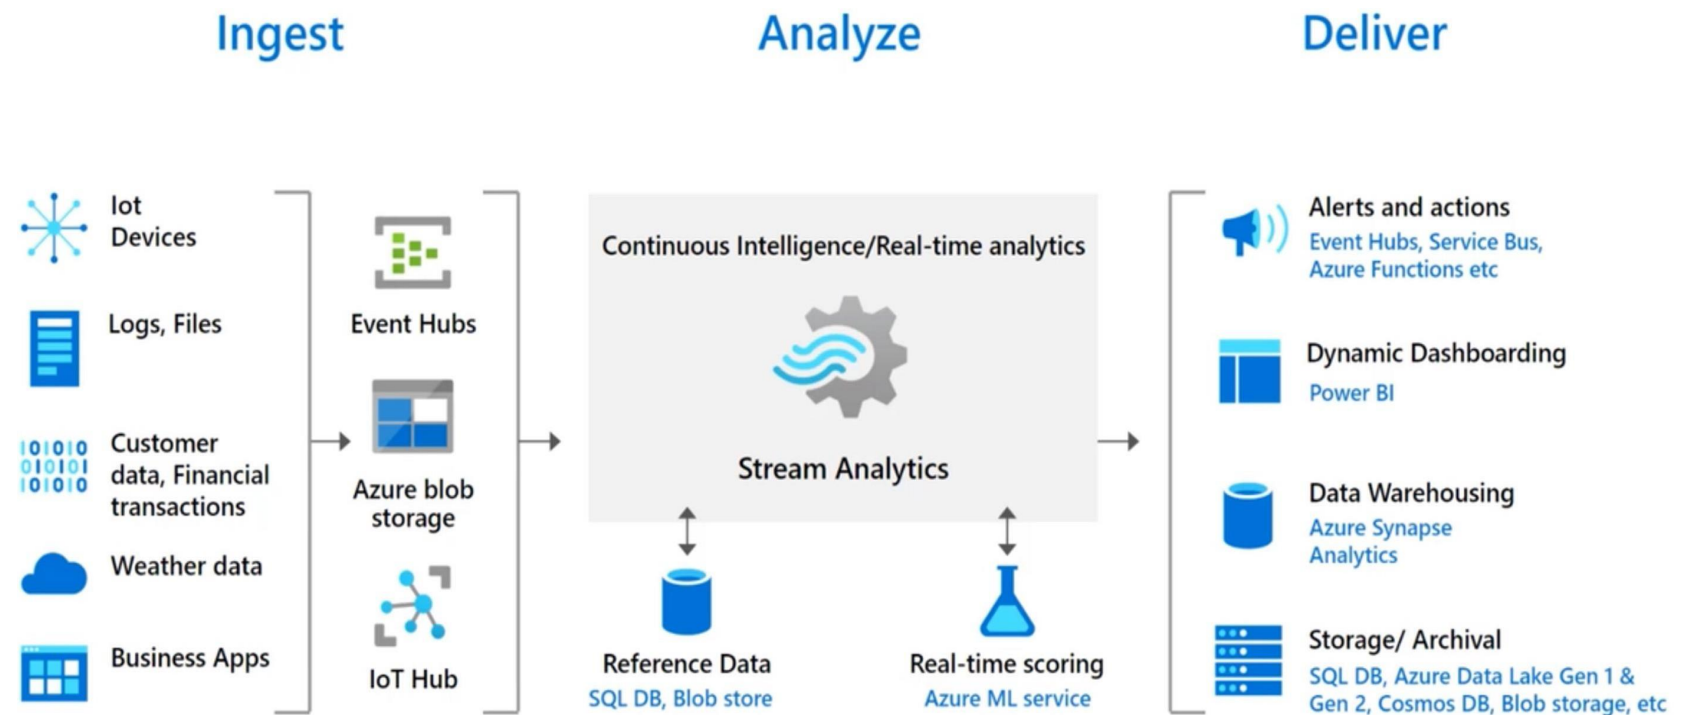 Ingest
Analyze
Deliver
Iot
Devices
Logs, Files
Customer
data, Financial
transactions
Weather data
Business Apps
Event Hubs
Azure blob
storage
IoT Hub
Continuous Intelligence/Real-time analytics
Stream Analytics
Reference Data
SQL DB, Blob store
Real-time scoring
Azure ML service
Alerts and actions
Event Hubs, Service Bus,
Azure Functions etc
Dynamic Dashboarding
Power BI
Data Warehousing
Azure Synapse
Analytics
Storage/ Archival
SQL DB, Azure Data Lake Gen 1 &
Gen 2, Cosmos DB, Blob storage, etc